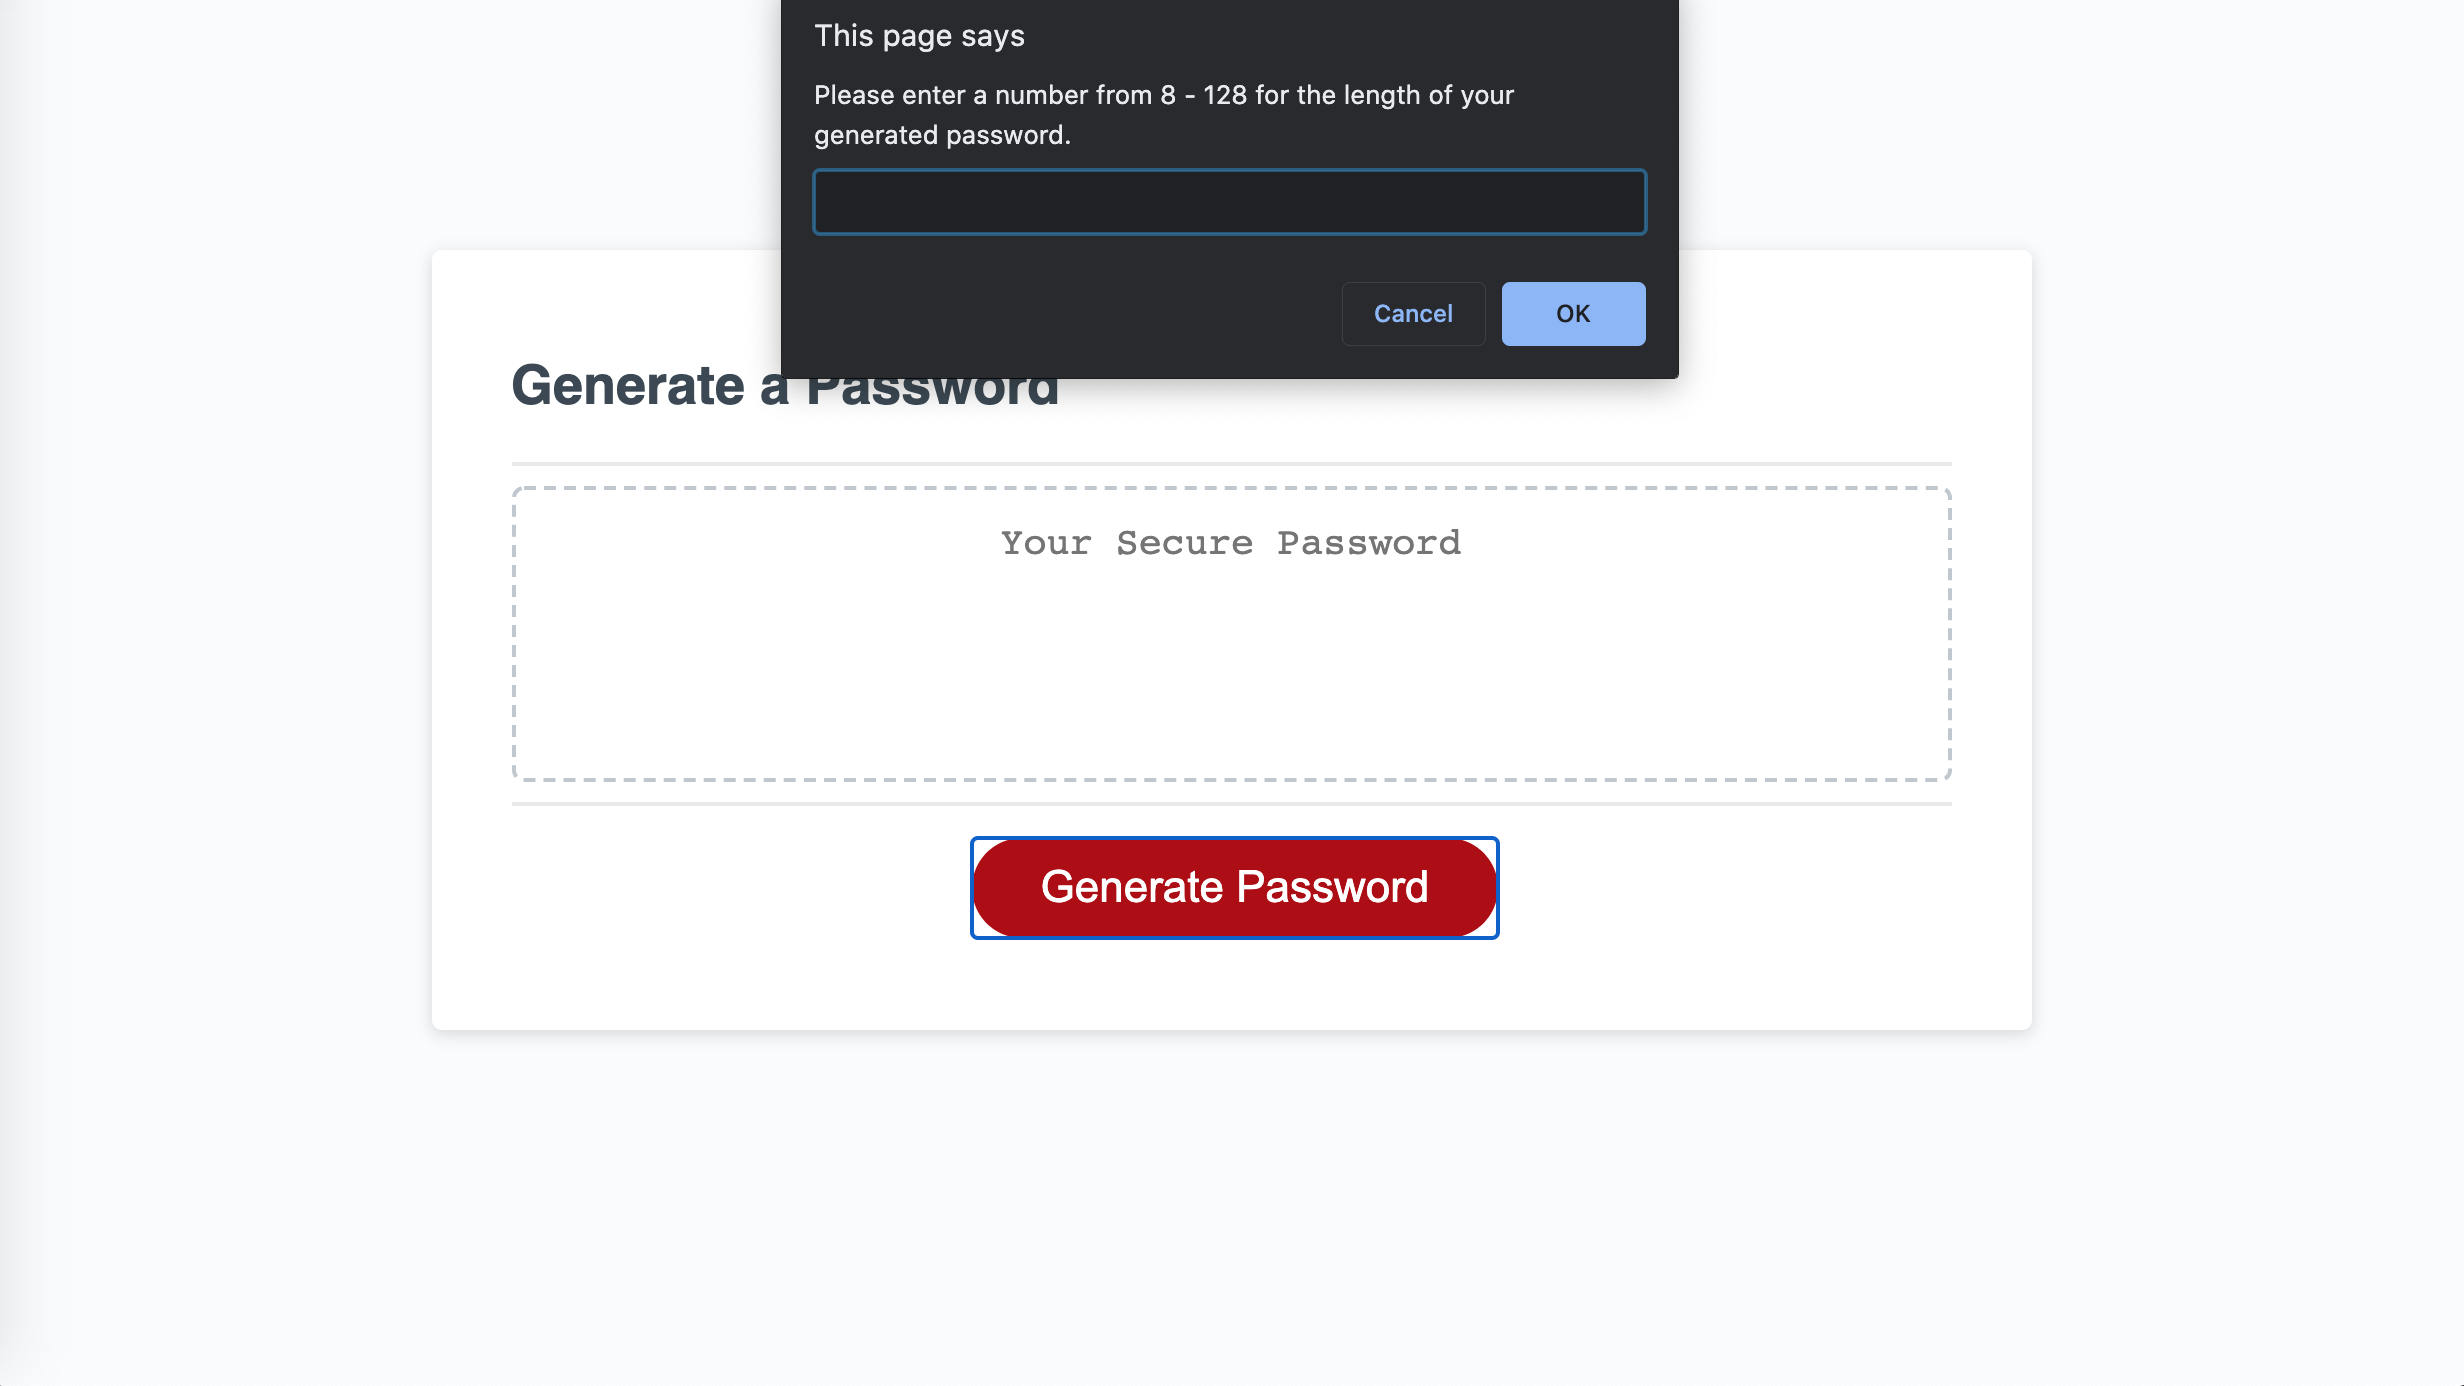 This page says
Please enter a number from 8 - 128 for the length of your
generated password.
Cancel
OK
Generate a Password
Your Secure Password
Generate Password